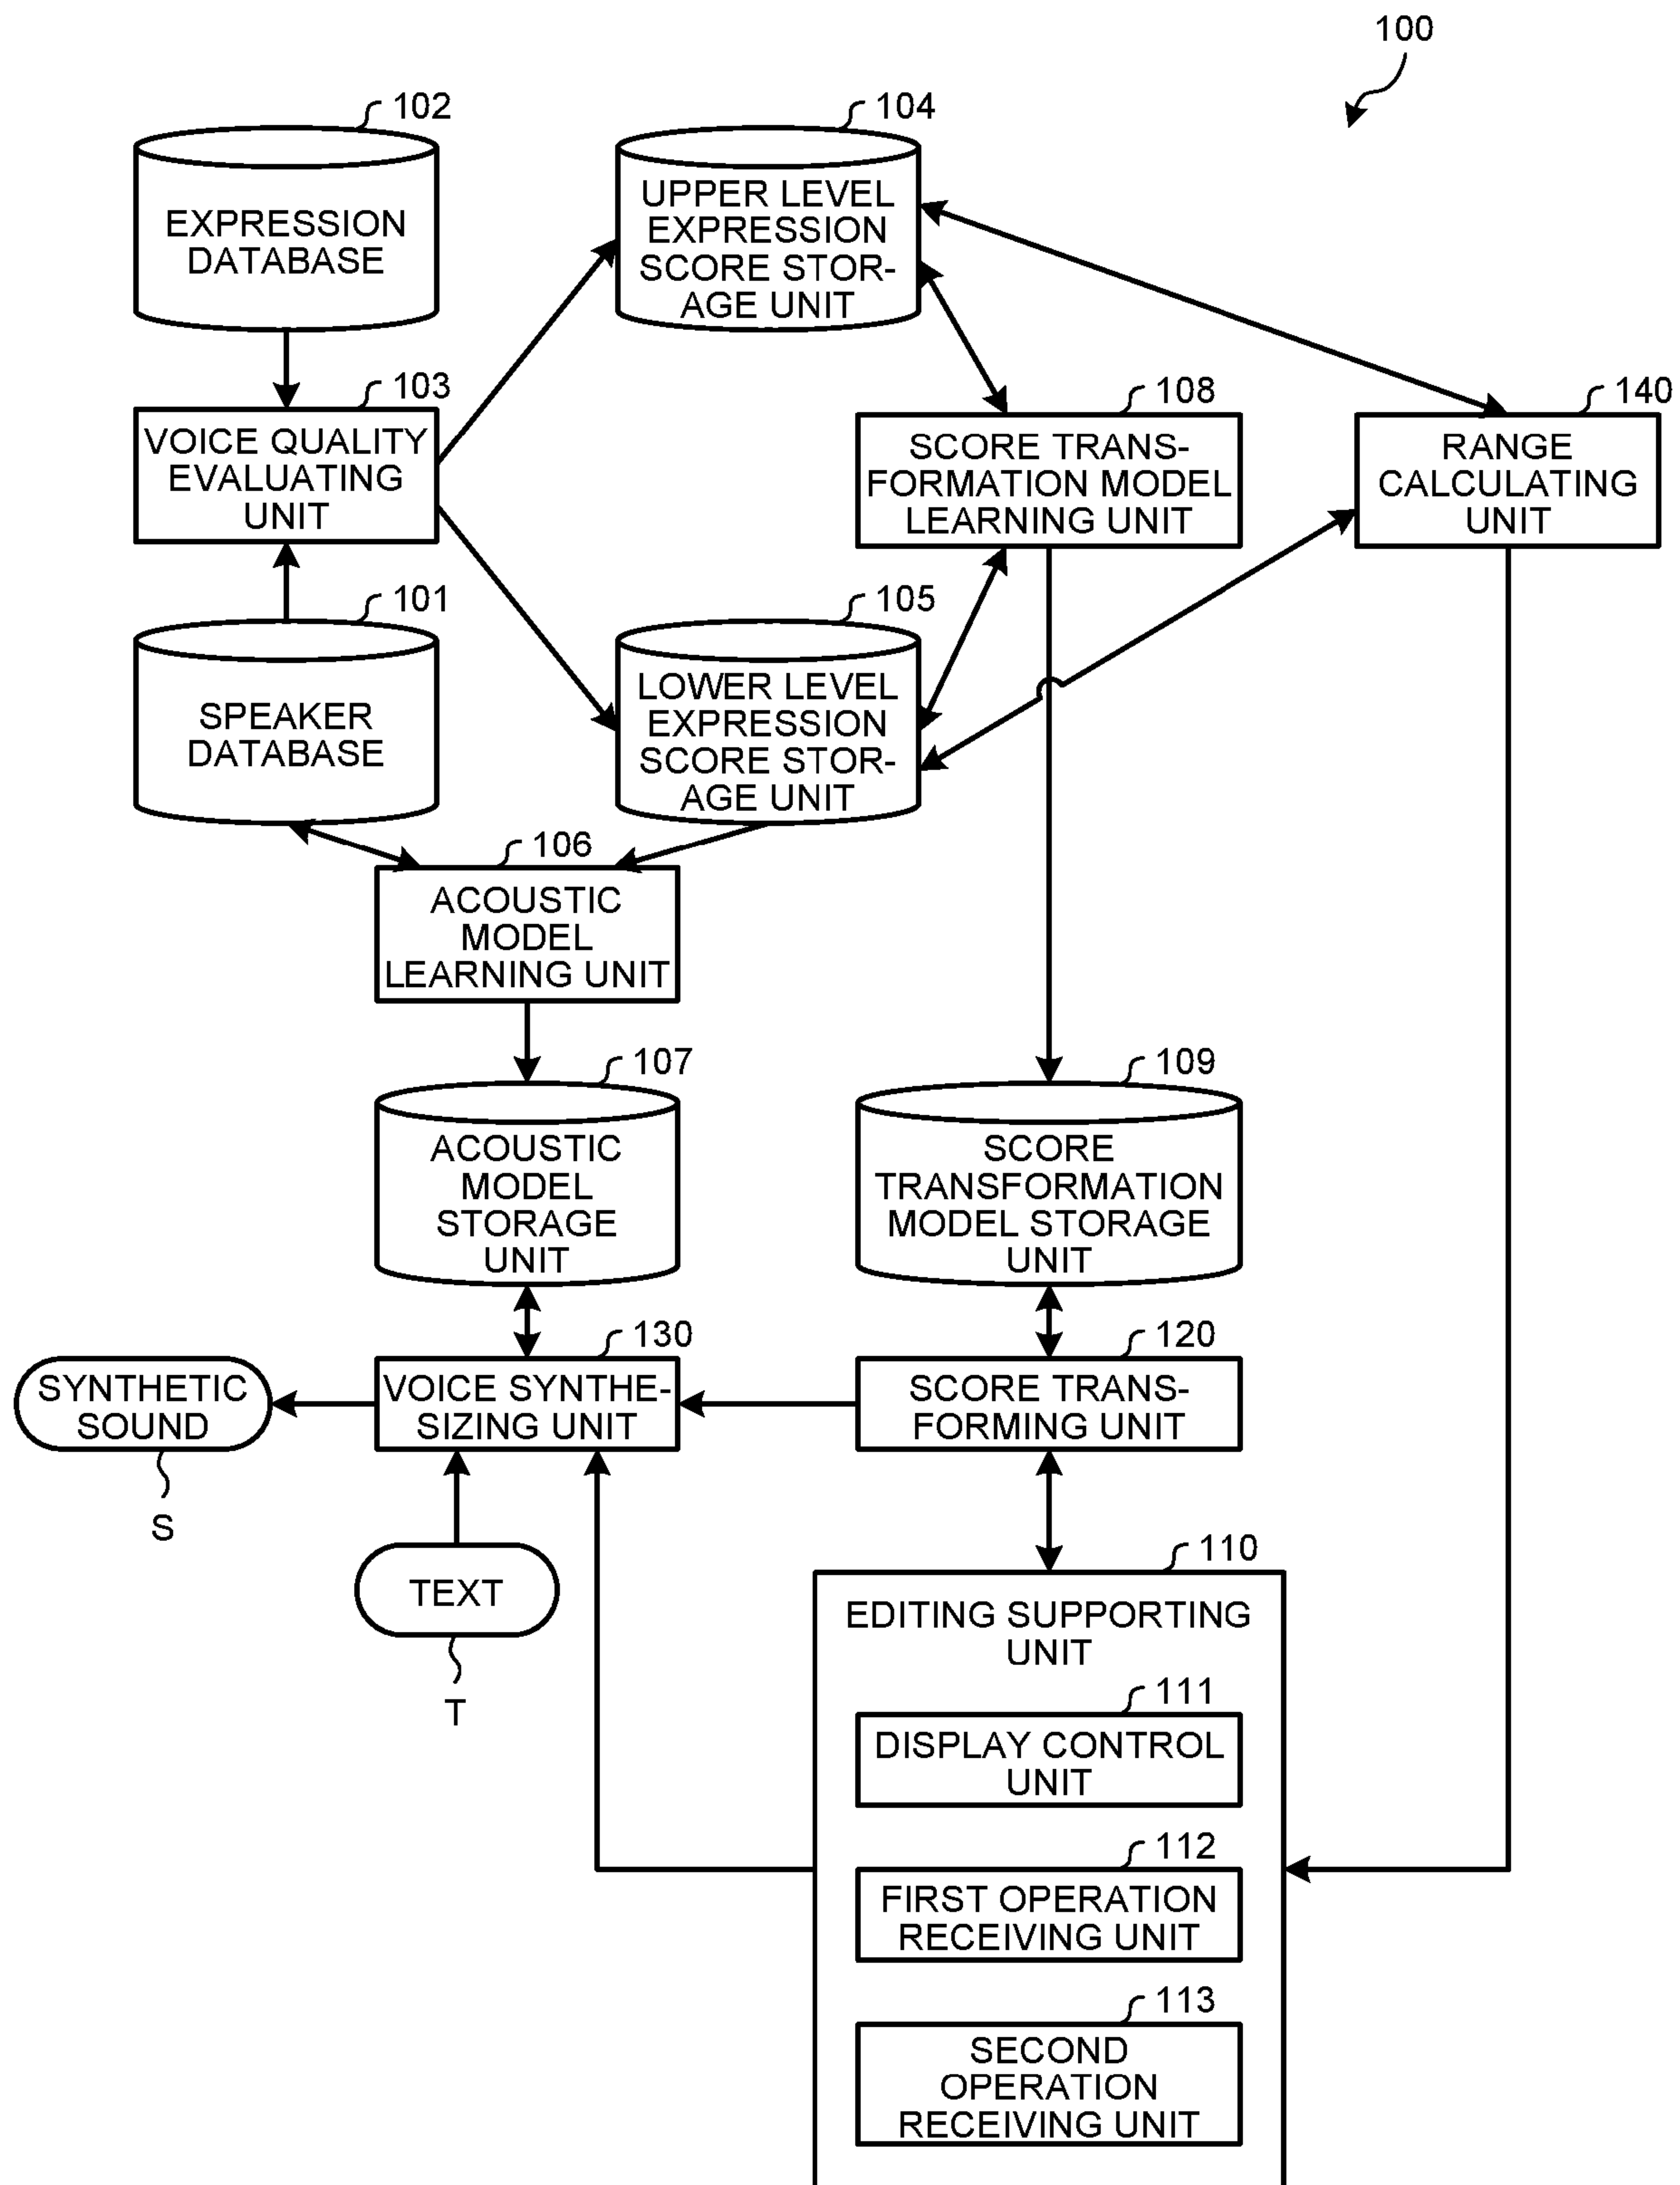 100
102
EXPRESSION
DATABASE
104
UPPER LEVEL
EXPRESSION
SCORE STOR-
AGE UNIT
103
VOICE QUALITY
EVALUATING
UNIT
108
SCORE TRANS-
FORMATION MODEL
LEARNING UNIT
140
RANGE
CALCULATING
UNIT
101
SPEAKER
DATABASE
105
LOWER LEVEL
EXPRESSION
SCORE STOR-
AGE UNIT
106
ACOUSTIC
MODEL
LEARNING UNIT
107
ACOUSTIC
MODEL
STORAGE
UNIT
109
SCORE
TRANSFORMATION
MODEL STORAGE
UNIT
SYNTHETIC
SOUND
S
130
VOICE SYNTHE-
SIZING UNIT
120
SCORE TRANS-
FORMING UNIT
TEXT
T
110
EDITING SUPPORTING
UNIT
111
DISPLAY CONTROL
UNIT
112
FIRST OPERATION
RECEIVING UNIT
113
SECOND
OPERATION
RECEIVING UNIT